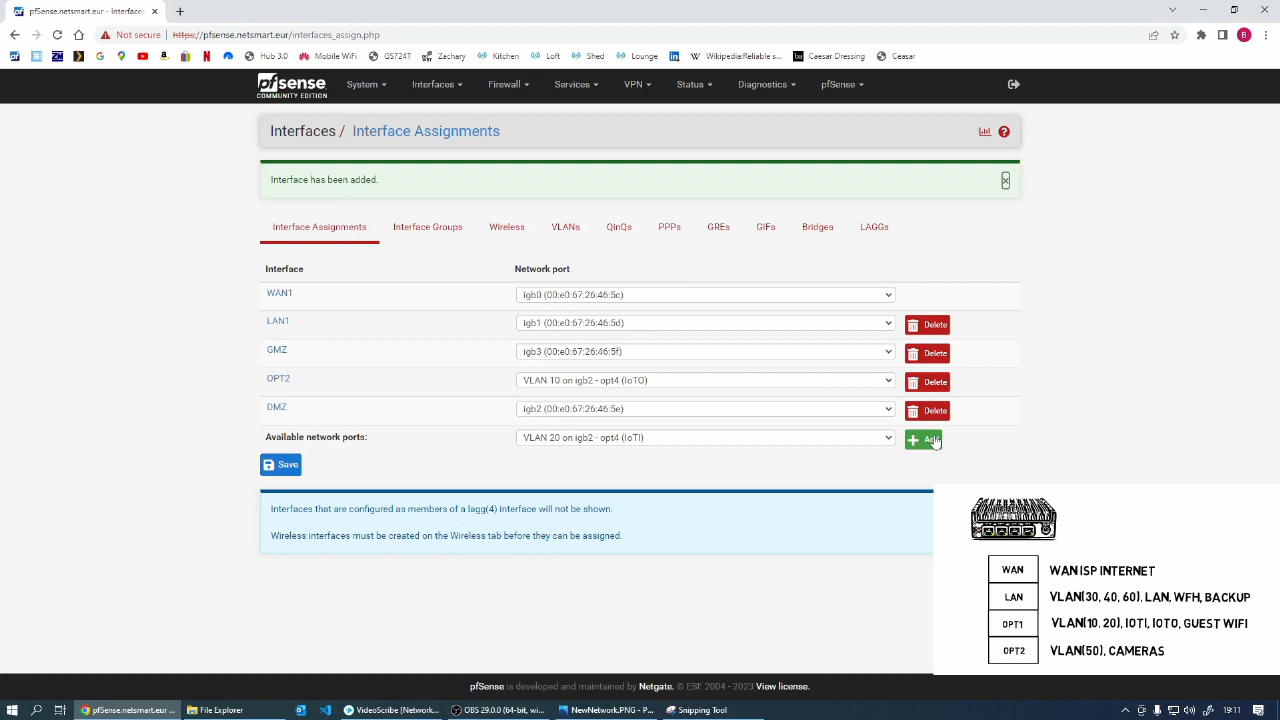 pfSense.netsmart.eur - Interfaces: I
Not secure https://pfsense.netsmart.eur/interfaces_assign.php
B
Hub 3.0 Mobile WiFi GS724T Zachary Kitchen Loft Shed Lounge Wikipedia:Reliable s... Caesar Dressing Ceasar
pfsense System Interfaces Firewall Services VPN Status Diagnostics pfSense
COMMUNITY EDITION
Interfaces / Interface Assignments
Interface has been added.
Interface Assignments Interface Groups Wireless VLANs QinQs PPPs GREs GIFs Bridges LAGGs
Interface Network port
WAN1 igb0 (00:e0:67:26:46:5c)
LAN1 igb1 (00:e0:67:26:46:5d) Delete
GMZ igb3 (00:e0:67:26:46:5f) Delete
OPT2 VLAN 10 on igb2 - opt4 (IoTO) Delete
DMZ igb2 (00:e0:67:26:46:5e) Delete
Available network ports: VLAN 20 on igb2 - opt4 (IoTI) Add
Save
Interfaces that are configured as members of a lagg(4) interface will not be shown.
Wireless interfaces must be created on the Wireless tab before they can be assigned.
WAN WAN ISP INTERNET
LAN VLAN(30, 40, 60), LAN, WFH, BACKUP
OPT1 VLAN(10, 20), IOTI, IOTO, GUEST WIFI
OPT2 VLAN(50), CAMERAS
pfSense is developed and maintained by Netgate. © ESF 2004 - 2023 View license.
pfSense.netsmart.eur ... File Explorer VideoScribe [Network... OBS 29.0.0 (64-bit, wi... NewNetwork.PNG - P... Snipping Tool 19:11